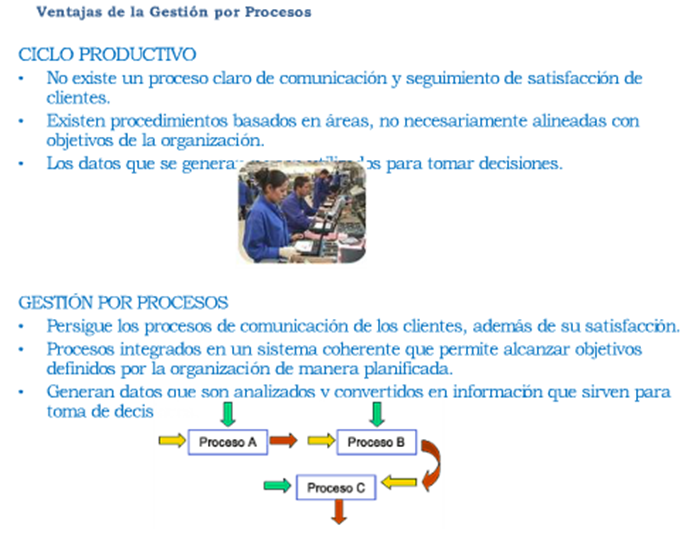 Ventajas de la Gestión por Procesos
CICLO PRODUCTIVO
• No existe un proceso claro de comunicación y seguimiento de satisfacción de
clientes.
• Existen procedimientos basados en áreas, no necesariamente alineadas con
objetivos de la organización.
• Los datos que se generan para tomar decisiones.
GESTIÓN POR PROCESOS
• Persigue los procesos de comunicación de los clientes, además de su satisfacción.
• Procesos integrados en un sistema coherente que permite alcanzar objetivos
definidos por la organización de manera planificada.
• Generan datos que son analizados y convertidos en información que sirven para
toma de decis
Proceso A
Proceso B
Proceso C